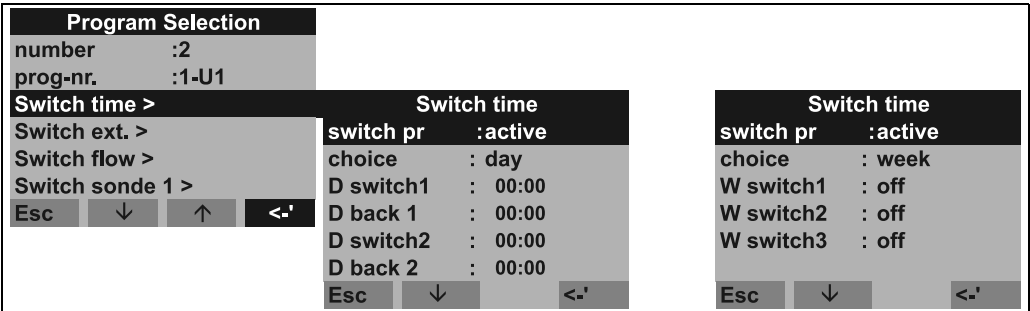 Program Selection
number :2
prog-nr. :1-U1
Switch time >
Switch ext. >
Switch flow >
Switch sonde 1 >
Esc ↓ ↑ <-'
Switch time
switch pr :active
choice : day
D switch1 : 00:00
D back 1 : 00:00
D switch2 : 00:00
D back 2 : 00:00
Esc ↓ <-'
Switch time
switch pr :active
choice : week
W switch1 : off
W switch2 : off
W switch3 : off
Esc ↓ <-'